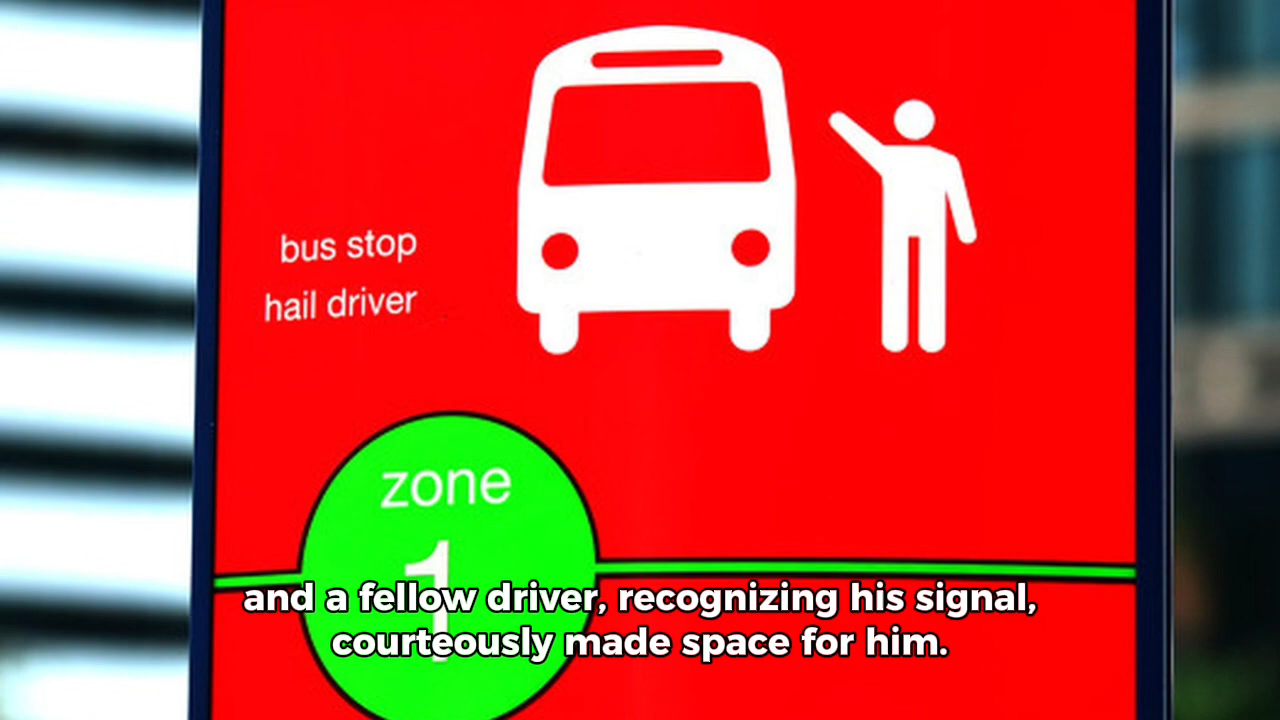 bus stop
hail driver
zone
1
and a fellow driver, recognizing his signal,
courteously made space for him.